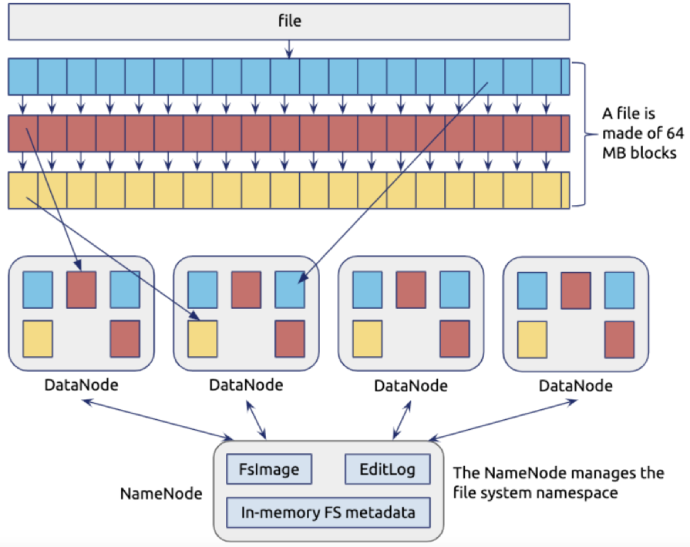 file
A file is
made of 64
MB blocks
DataNode
DataNode
DataNode
DataNode
NameNode
FsImage
EditLog
In-memory FS metadata
The NameNode manages the
file system namespace